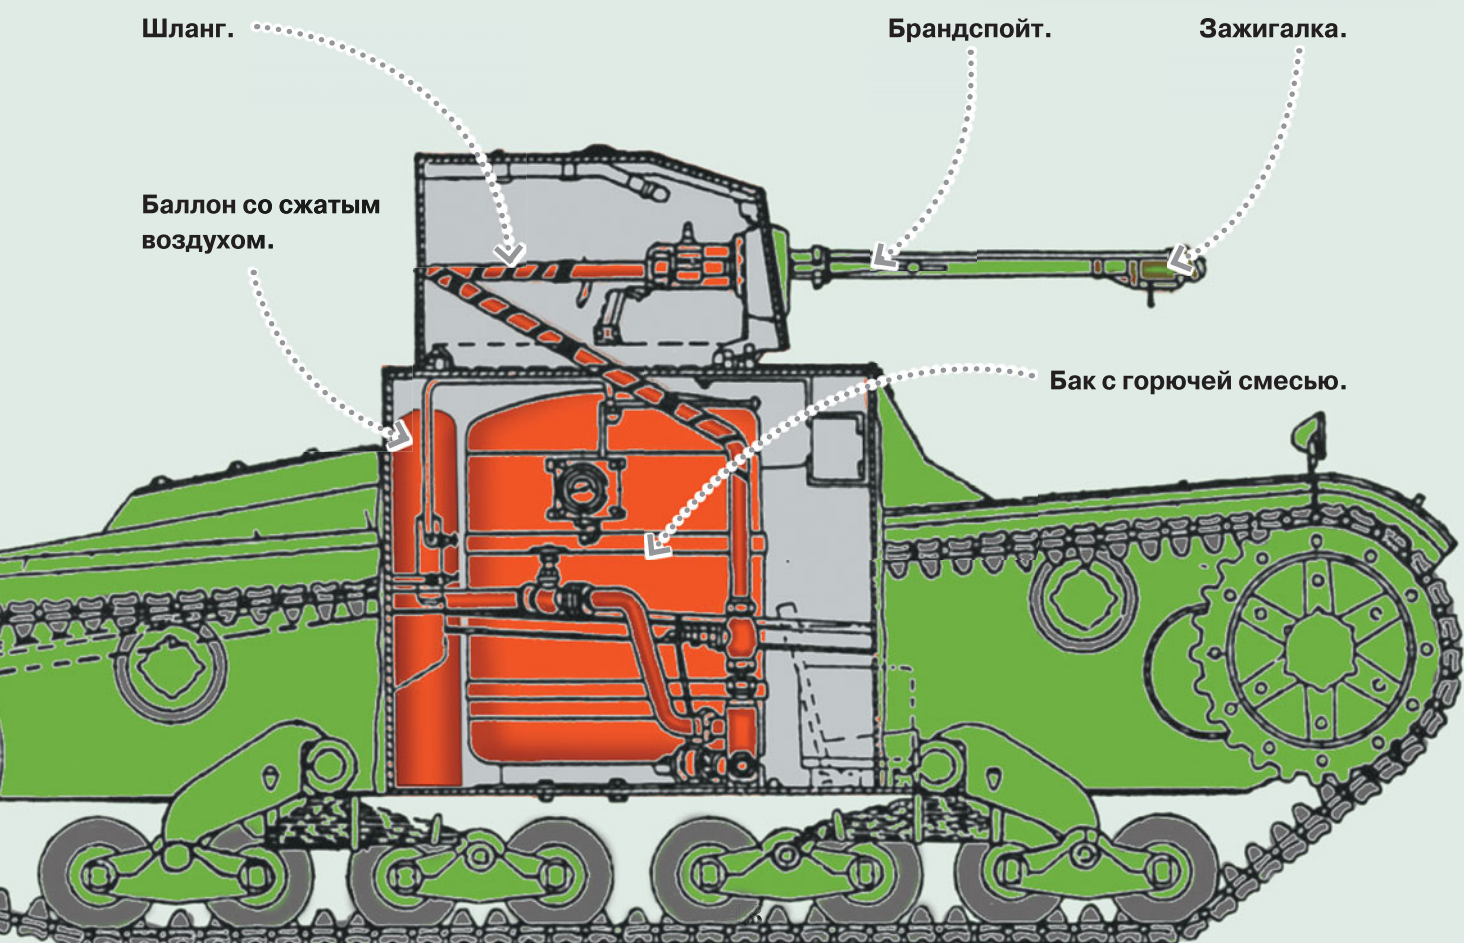 Шланг.
Брандспойт.
Зажигалка.
Баллон со сжатым
воздухом.
Бак с горючей смесью.